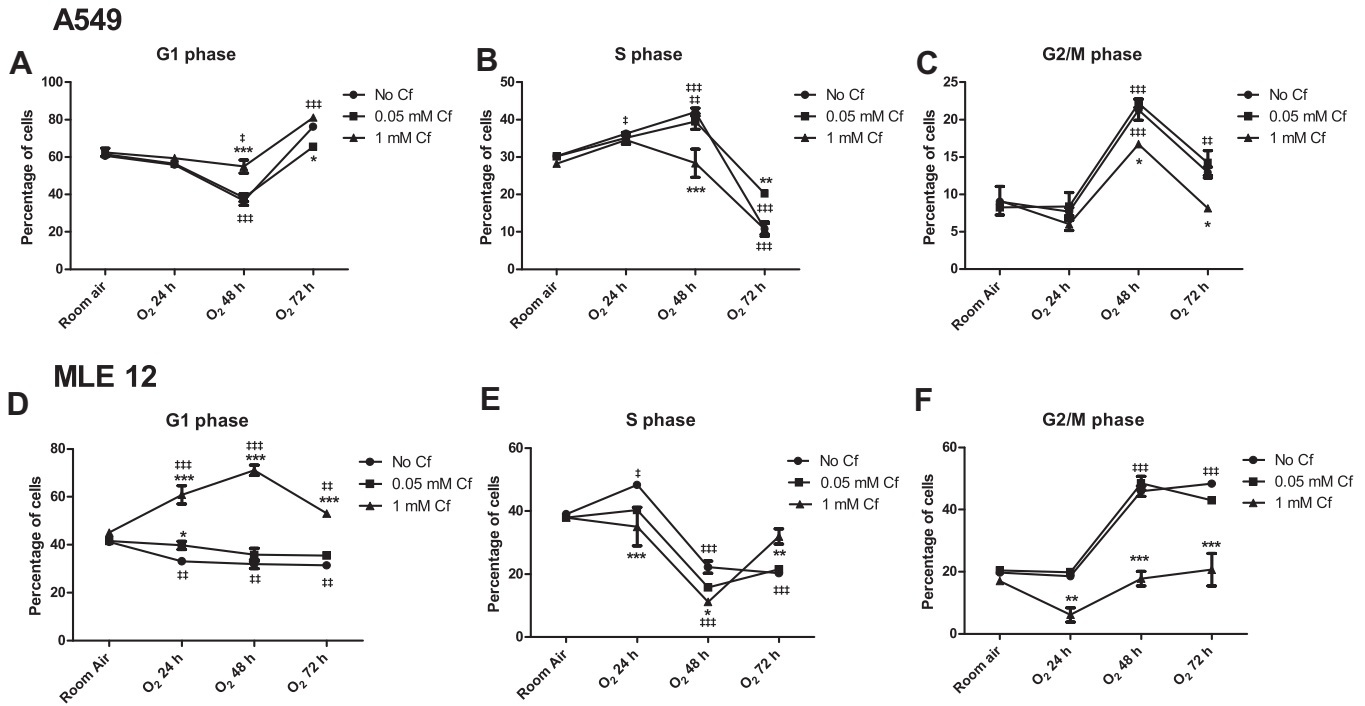 A549
A
G1 phase
Percentage of cells
100
80
60
40
20
0
‡
***
‡‡‡
‡‡‡
*
Room air
O2 24 h
O2 48 h
O2 72 h
No Cf
0.05 mM Cf
1 mM Cf
B
S phase
Percentage of cells
50
40
30
20
10
0
‡
‡‡‡
‡‡
***
**
‡‡‡
‡‡‡
Room air
O2 24 h
O2 48 h
O2 72 h
No Cf
0.05 mM Cf
1 mM Cf
C
G2/M phase
Percentage of cells
25
20
15
10
5
0
‡‡‡
‡‡‡
*
‡‡
*
Room Air
O2 24 h
O2 48 h
O2 72 h
No Cf
0.05 mM Cf
1 mM Cf
MLE 12
D
G1 phase
Percentage of cells
80
60
40
20
0
‡‡‡
***
*
‡‡
‡‡‡
***
‡‡
‡‡
***
‡‡
Room Air
O2 24 h
O2 48 h
O2 72 h
No Cf
0.05 mM Cf
1 mM Cf
E
S phase
Percentage of cells
60
40
20
0
‡
***
‡‡‡
*
‡‡‡
**
‡‡‡
Room Air
O2 24 h
O2 48 h
O2 72 h
No Cf
0.05 mM Cf
1 mM Cf
F
G2/M phase
Percentage of cells
60
40
20
0
**
‡‡‡
***
‡‡‡
***
Room air
O2 24 h
O2 48 h
O2 72 h
No Cf
0.05 mM Cf
1 mM Cf